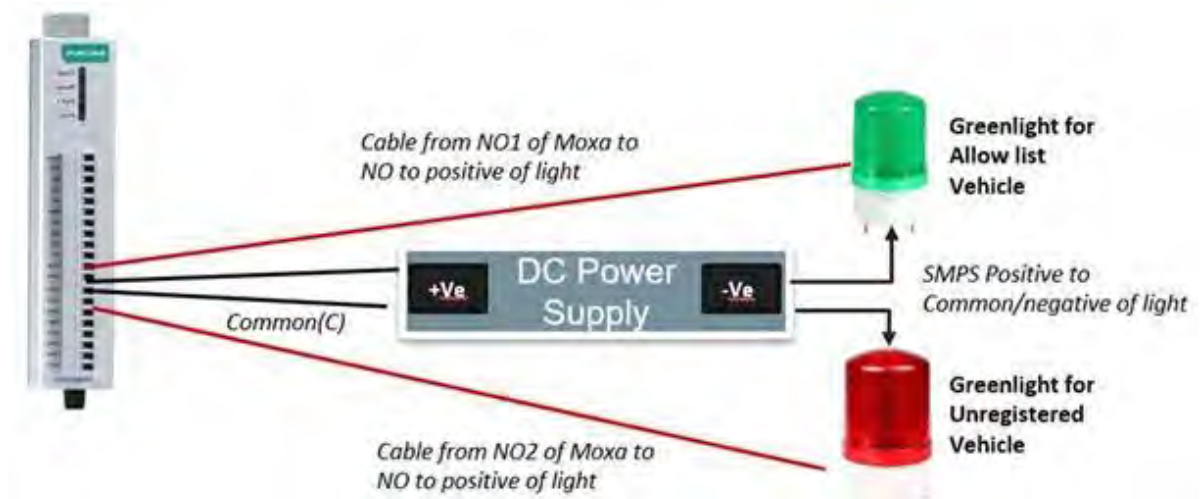 MOXA
Cable from NO1 of Moxa to
NO to positive of light
Greenlight for
Allow list
Vehicle
+Ve
DC Power
Supply
-Ve
SMPS Positive to
Common/negative of light
Common(C)
Greenlight for
Unregistered
Vehicle
Cable from NO2 of Moxa to
NO to positive of light